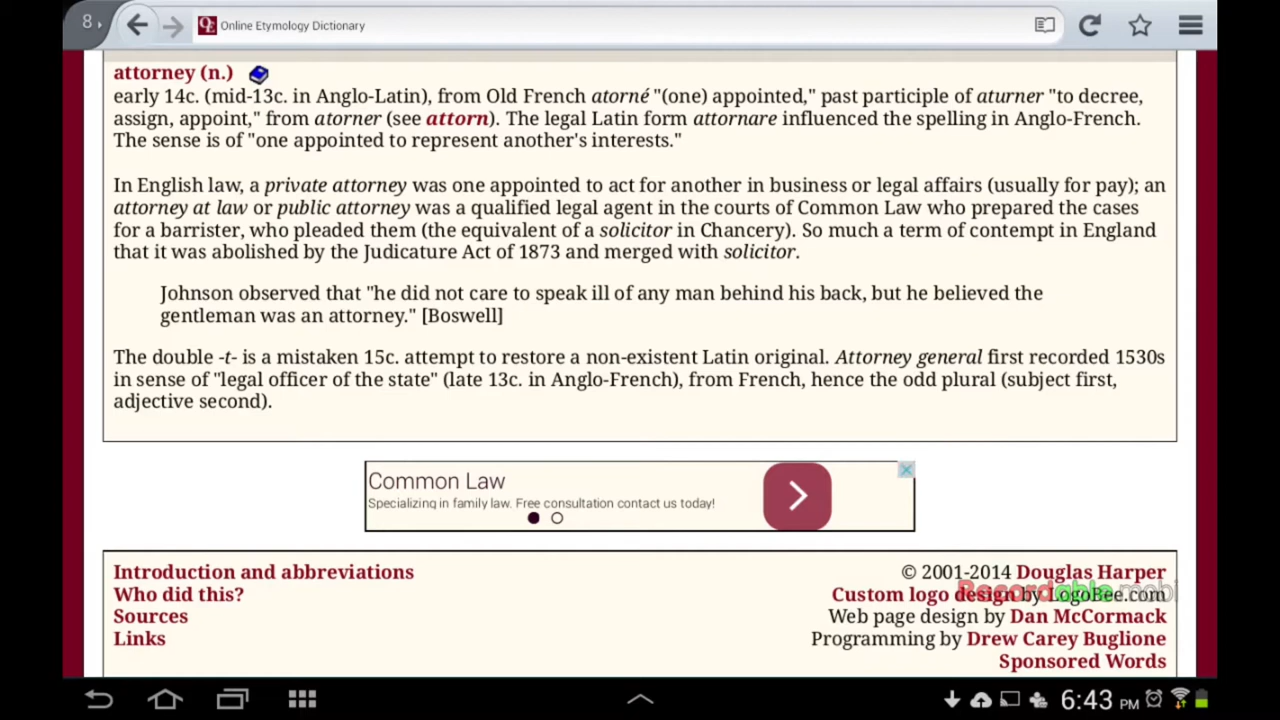 8
Online Etymology Dictionary
attorney (n.)
early 14c. (mid-13c. in Anglo-Latin), from Old French atorné "(one) appointed," past participle of aturner "to decree,
assign, appoint," from atorner (see attorn). The legal Latin form attornare influenced the spelling in Anglo-French.
The sense is of "one appointed to represent another's interests."
In English law, a private attorney was one appointed to act for another in business or legal affairs (usually for pay); an
attorney at law or public attorney was a qualified legal agent in the courts of Common Law who prepared the cases
for a barrister, who pleaded them (the equivalent of a solicitor in Chancery). So much a term of contempt in England
that it was abolished by the Judicature Act of 1873 and merged with solicitor.
Johnson observed that "he did not care to speak ill of any man behind his back, but he believed the
gentleman was an attorney." [Boswell]
The double -t- is a mistaken 15c. attempt to restore a non-existent Latin original. Attorney general first recorded 1530s
in sense of "legal officer of the state" (late 13c. in Anglo-French), from French, hence the odd plural (subject first,
adjective second).
Common Law
Specializing in family law. Free consultation contact us today!
Introduction and abbreviations
Who did this?
Sources
Links
© 2001-2014 Douglas Harper
Custom logo design by LogoBee.com
Recordable.mobi
Web page design by Dan McCormack
Programming by Drew Carey Buglione
Sponsored Words
6:43 PM